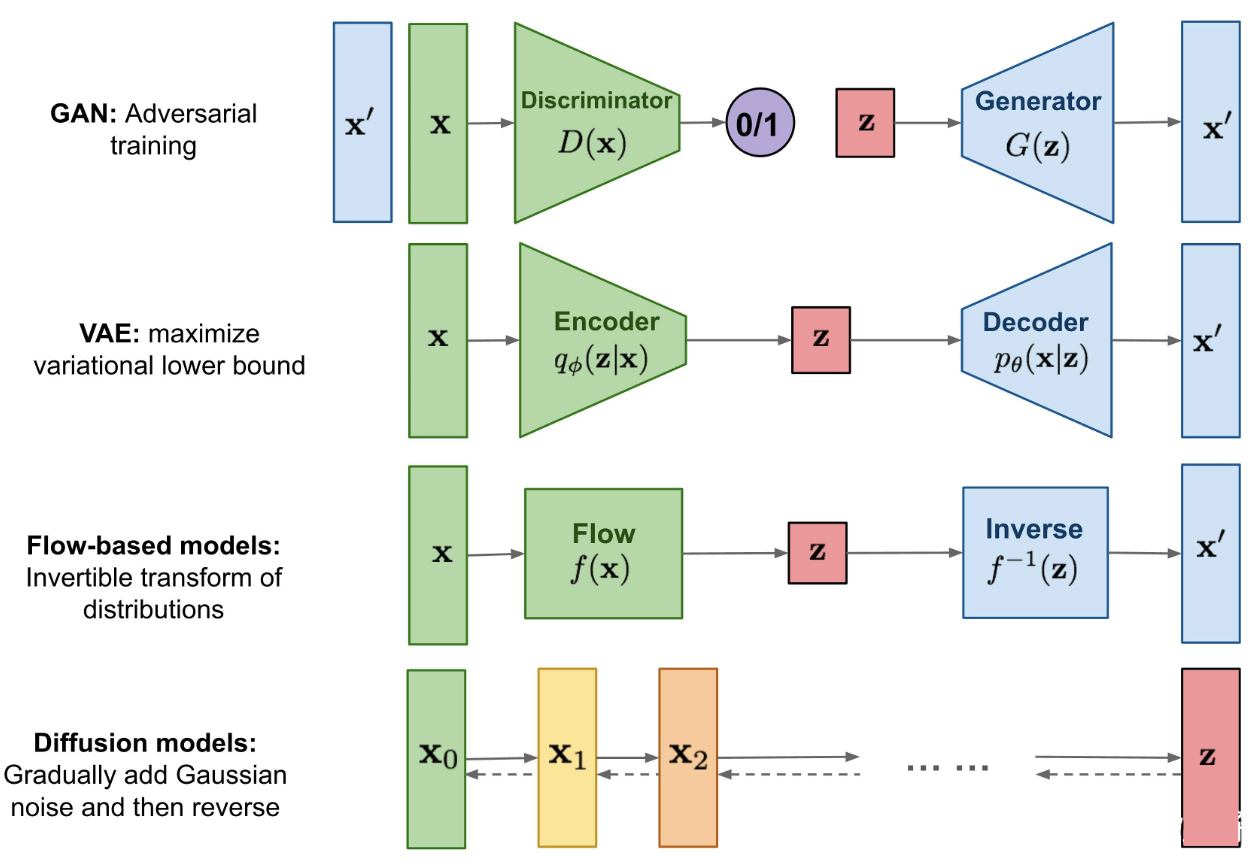 GAN: Adversarial
training
x′
x
Discriminator
D(x)
0/1
z
Generator
G(z)
x′
VAE: maximize
variational lower bound
x
Encoder
qϕ(z|x)
z
Decoder
pθ(x|z)
x′
Flow-based models:
Invertible transform of
distributions
x
Flow
f(x)
z
Inverse
f⁻¹(z)
x′
Diffusion models:
Gradually add Gaussian
noise and then reverse
x₀
x₁
x₂
... ...
z